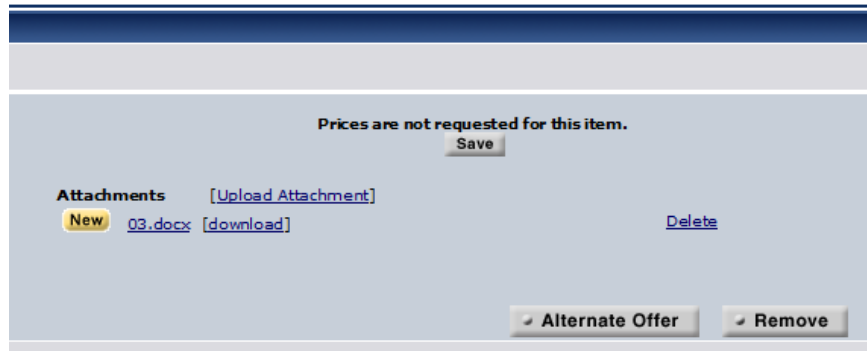 Prices are not requested for this item.
Save
Attachments [Upload Attachment]
New 03.docx [download] Delete
Alternate Offer Remove